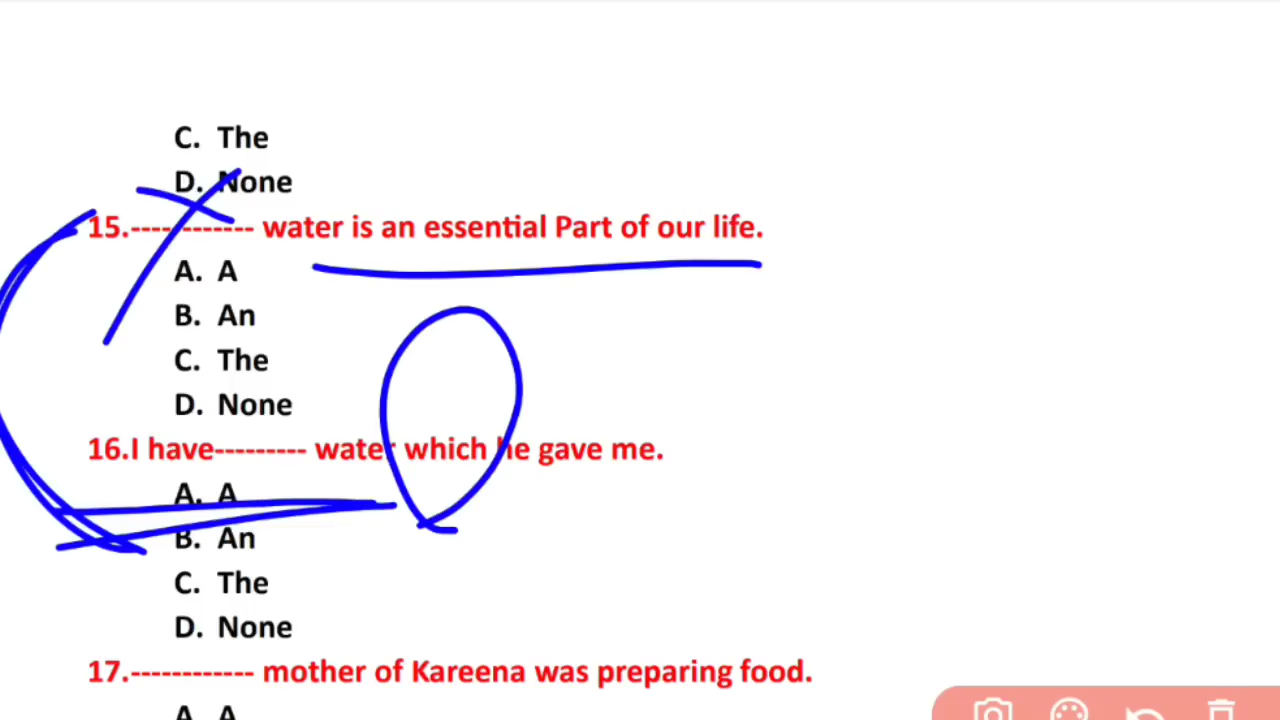 C. The
D. None
15.------------ water is an essential Part of our life.
A. A
B. An
C. The
D. None
16.I have--------- water which he gave me.
A. A
B. An
C. The
D. None
17.------------ mother of Kareena was preparing food.
A. A